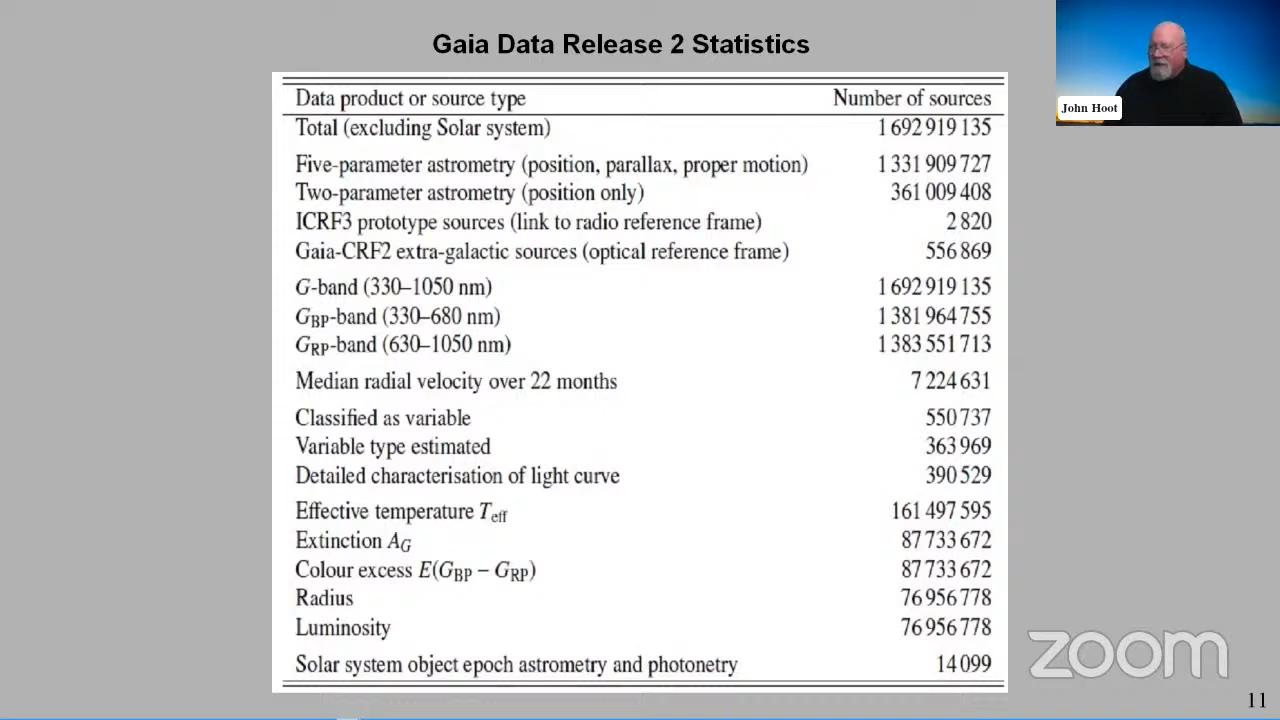 Gaia Data Release 2 Statistics
John Hoot
Data product or source type Number of sources
Total (excluding Solar system) 1 692 919 135
Five-parameter astrometry (position, parallax, proper motion) 1 331 909 727
Two-parameter astrometry (position only) 361 009 408
ICRF3 prototype sources (link to radio reference frame) 2 820
Gaia-CRF2 extra-galactic sources (optical reference frame) 556 869
G-band (330–1050 nm) 1 692 919 135
GBP-band (330–680 nm) 1 381 964 755
GRP-band (630–1050 nm) 1 383 551 713
Median radial velocity over 22 months 7 224 631
Classified as variable 550 737
Variable type estimated 363 969
Detailed characterisation of light curve 390 529
Effective temperature Teff 161 497 595
Extinction AG 87 733 672
Colour excess E(GBP − GRP) 87 733 672
Radius 76 956 778
Luminosity 76 956 778
Solar system object epoch astrometry and photonetry 14 099
zoom
11